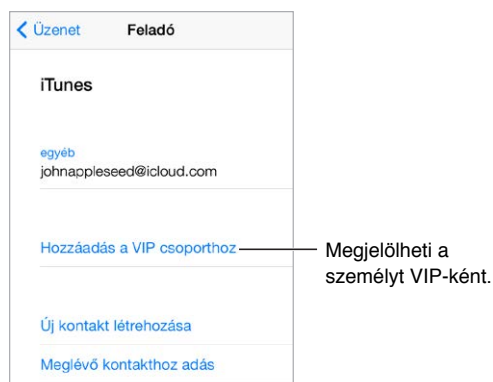 Üzenet Feladó
iTunes
egyéb
johnappleseed@icloud.com
Hozzáadás a VIP csoporthoz
Megjelölheti a
személyt VIP-ként.
Új kontakt létrehozása
Meglévő kontakthoz adás